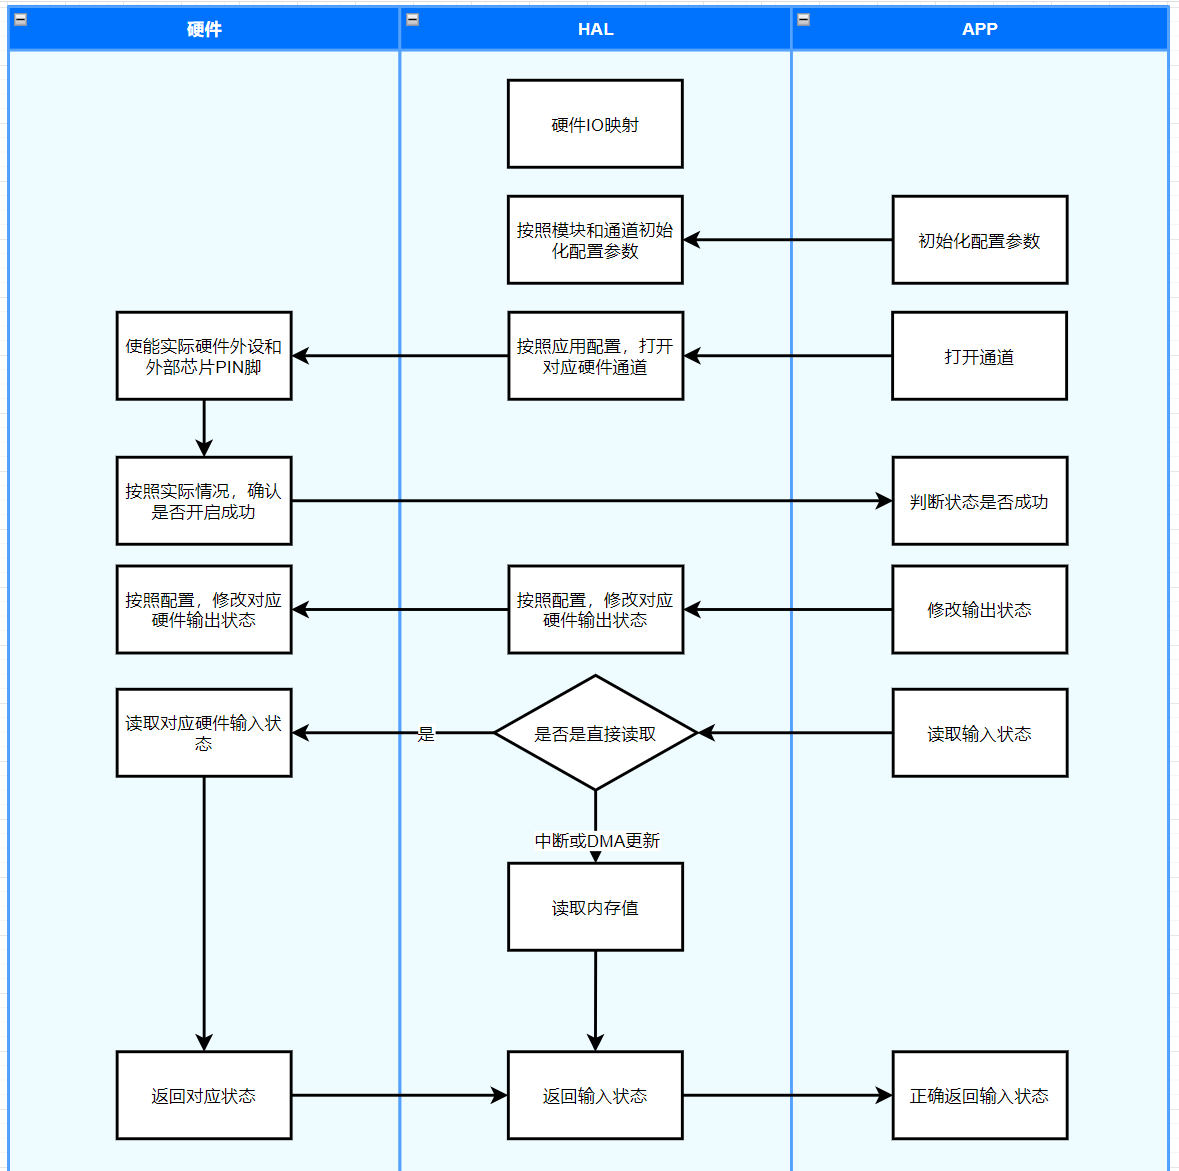 硬件
HAL
APP
硬件IO映射
按照模块和通道初始
化配置参数
初始化配置参数
使能实际硬件外设和
外部芯片PIN脚
按照应用配置，打开
对应硬件通道
打开通道
按照实际情况，确认
是否开启成功
判断状态是否成功
按照配置，修改对应
硬件输出状态
按照配置，修改对应
硬件输出状态
修改输出状态
读取对应硬件输入状
态
是
是否是直接读取
读取输入状态
中断或DMA更新
读取内存值
返回对应状态
返回输入状态
正确返回输入状态